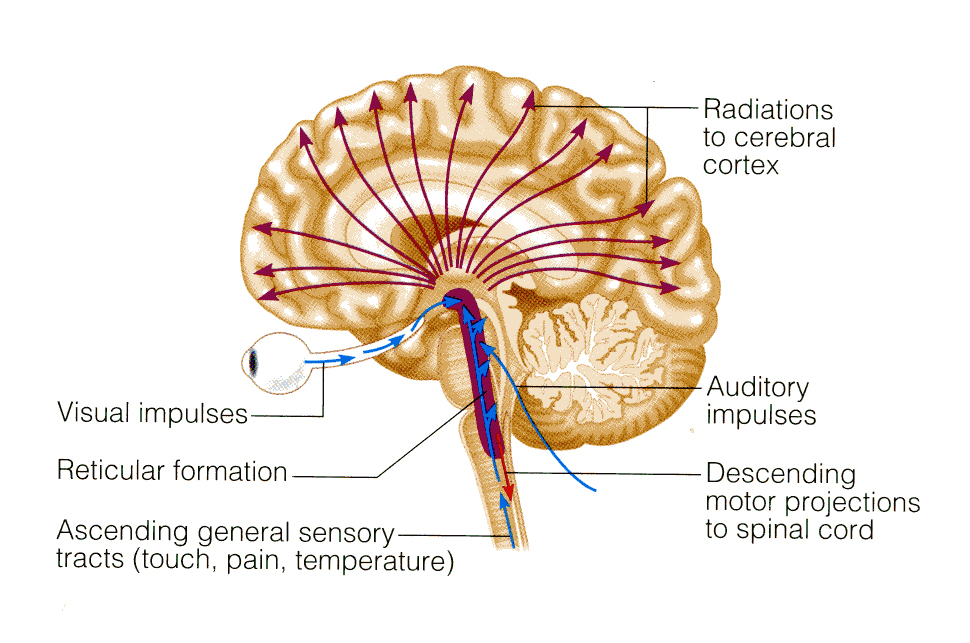 Radiations
to cerebral
cortex
Visual impulses
Auditory
impulses
Reticular formation
Descending
motor projections
to spinal cord
Ascending general sensory
tracts (touch, pain, temperature)